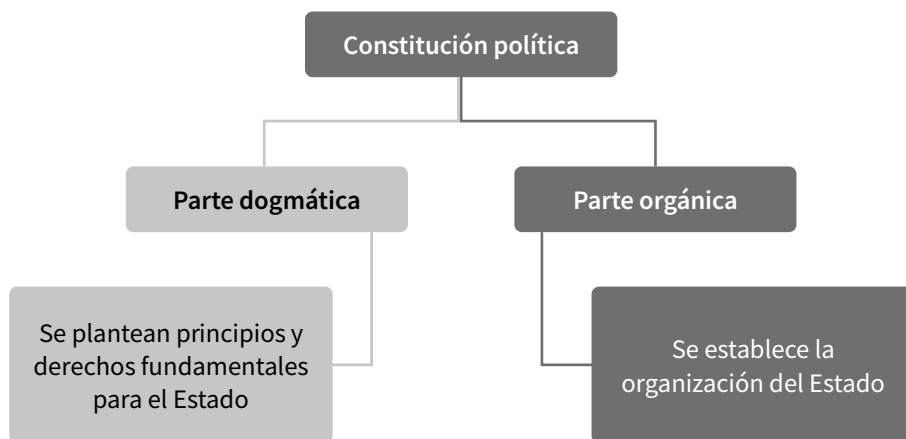 Constitución política
Parte dogmática
Parte orgánica
Se plantean principios y
derechos fundamentales
para el Estado
Se establece la
organización del Estado